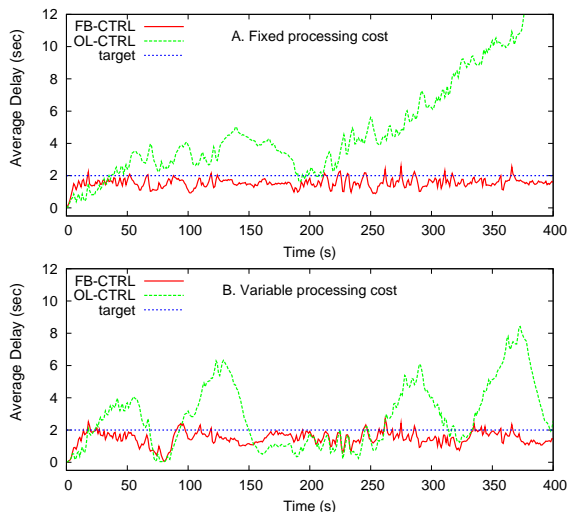 12
10
8
6
4
2
0
Average Delay (sec)
FB-CTRL
OL-CTRL
target
A. Fixed processing cost
0 50 100 150 200 250 300 350 400
Time (s)
12
10
8
6
4
2
0
Average Delay (sec)
FB-CTRL
OL-CTRL
target
B. Variable processing cost
0 50 100 150 200 250 300 350 400
Time (s)